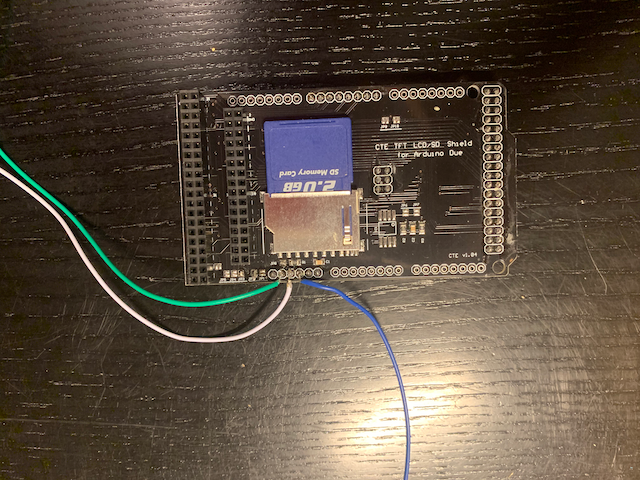 CTE TFT LCD/SD Shield
for Arduino Due
SD Memory Card
2.0GB
CTE v1.04